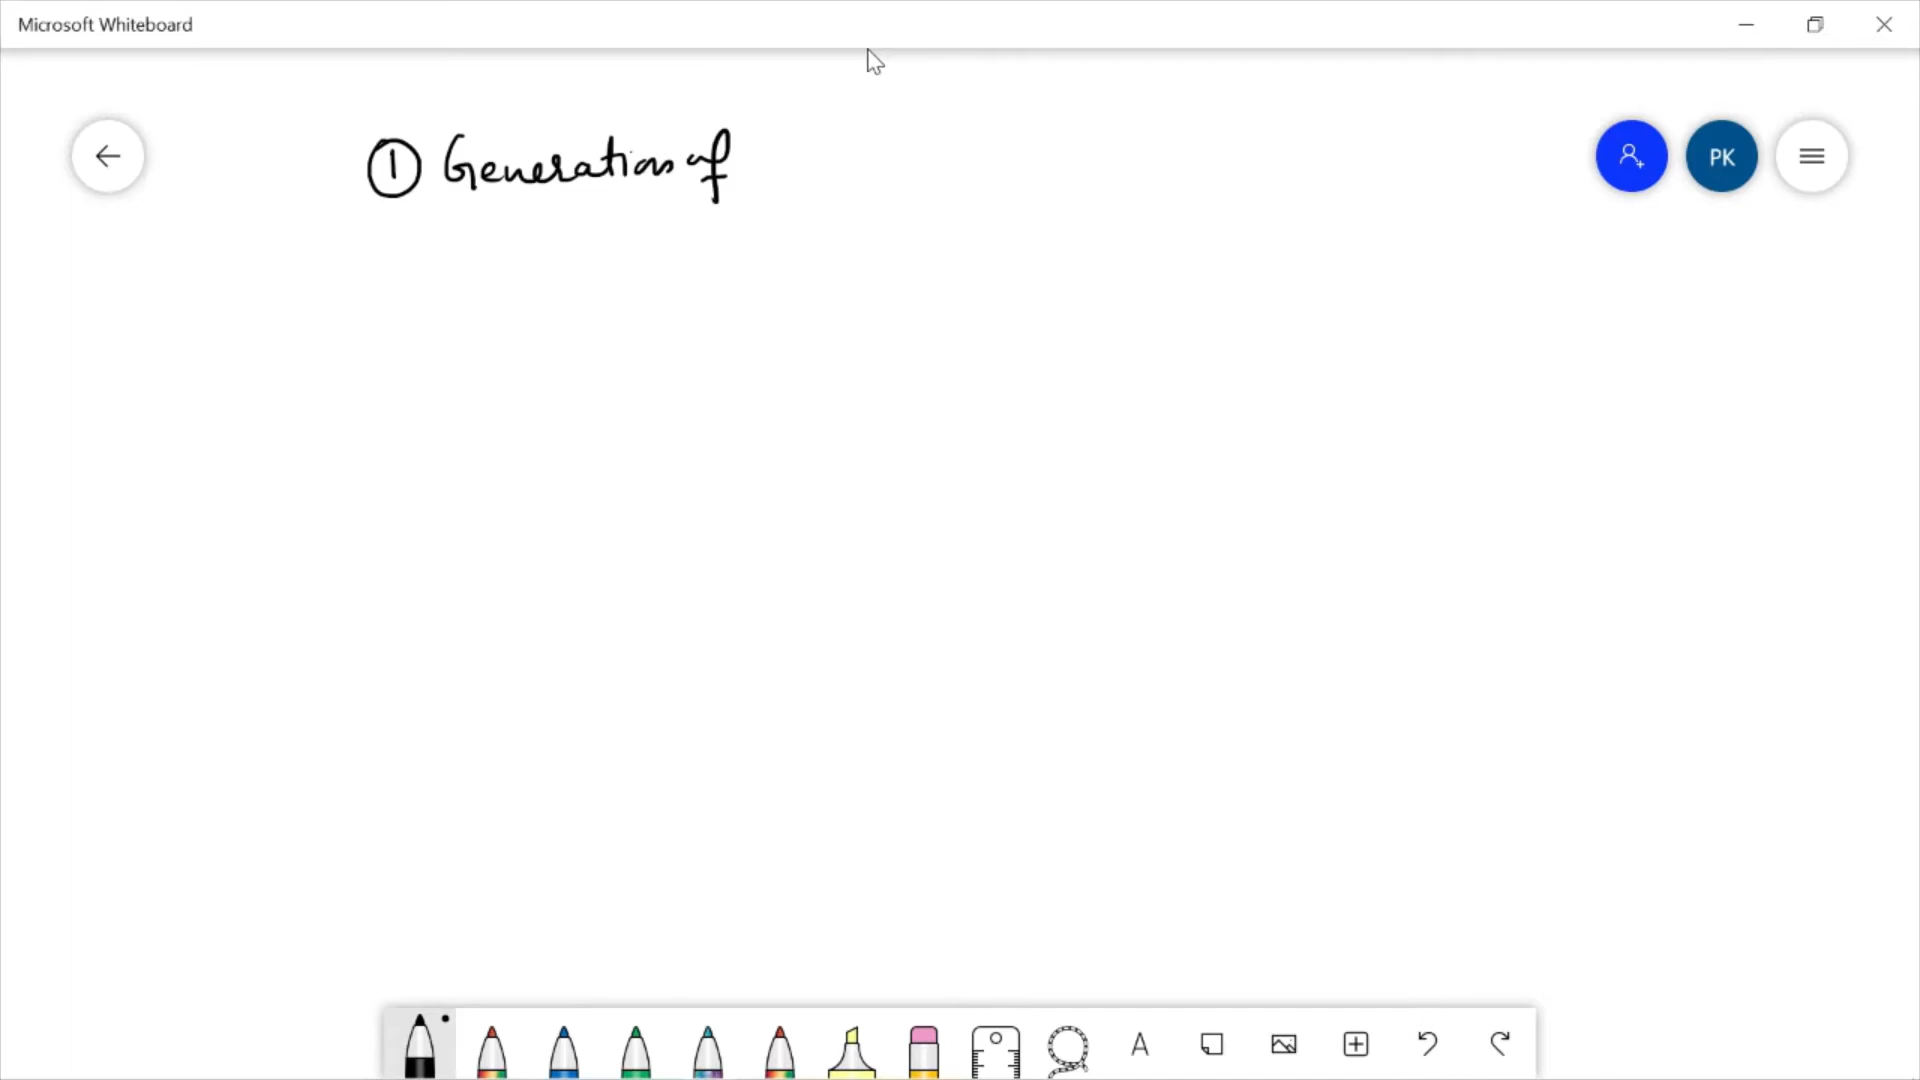 Microsoft Whiteboard
① Generation of
PK
A